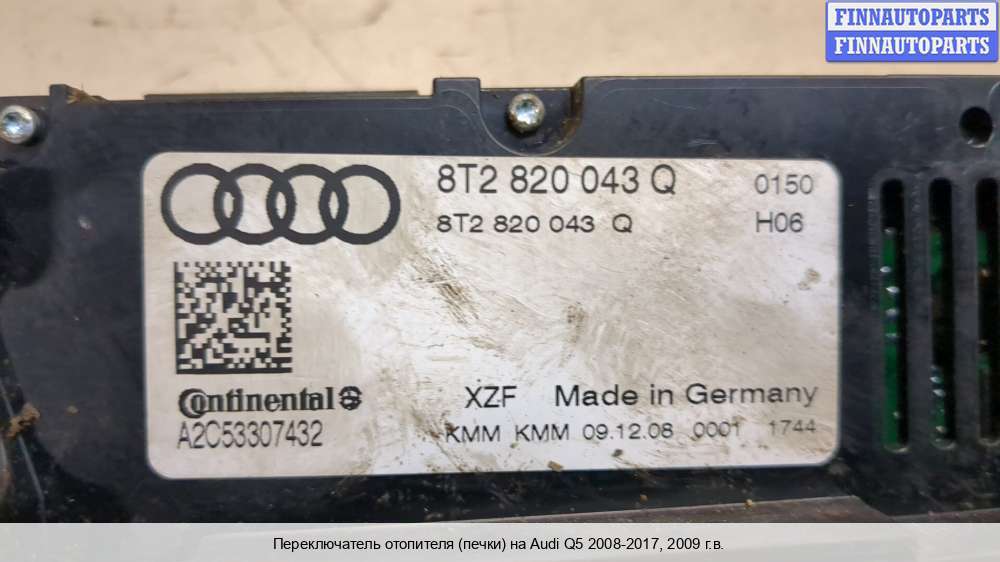 FINNAUTOPARTS
FINNAUTOPARTS
8T2 820 043 Q 0150
8T2 820 043 Q H06
Continental
A2C53307432
XZF Made in Germany
KMM KMM 09.12.08 0001 1744
Переключатель отопителя (печки) на Audi Q5 2008-2017, 2009 г.в.